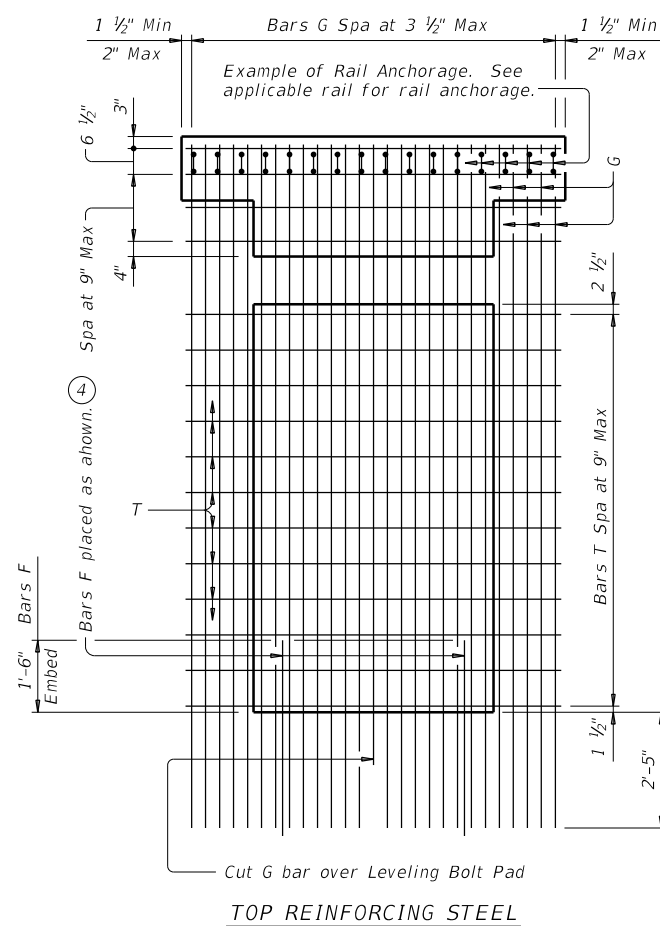 1 ½" Min
Bars G Spa at 3 ½" Max
1 ½" Min
2" Max
2" Max
Example of Rail Anchorage. See
applicable rail for rail anchorage.
3"
6 ½"
G
Spa at 9" Max
4"
2 ½"
4
Bars F placed as ahown.
Bars T Spa at 9" Max
T
Bars F
1'-6"
Embed
1 ½"
2'-5"
Cut G bar over Leveling Bolt Pad
TOP REINFORCING STEEL